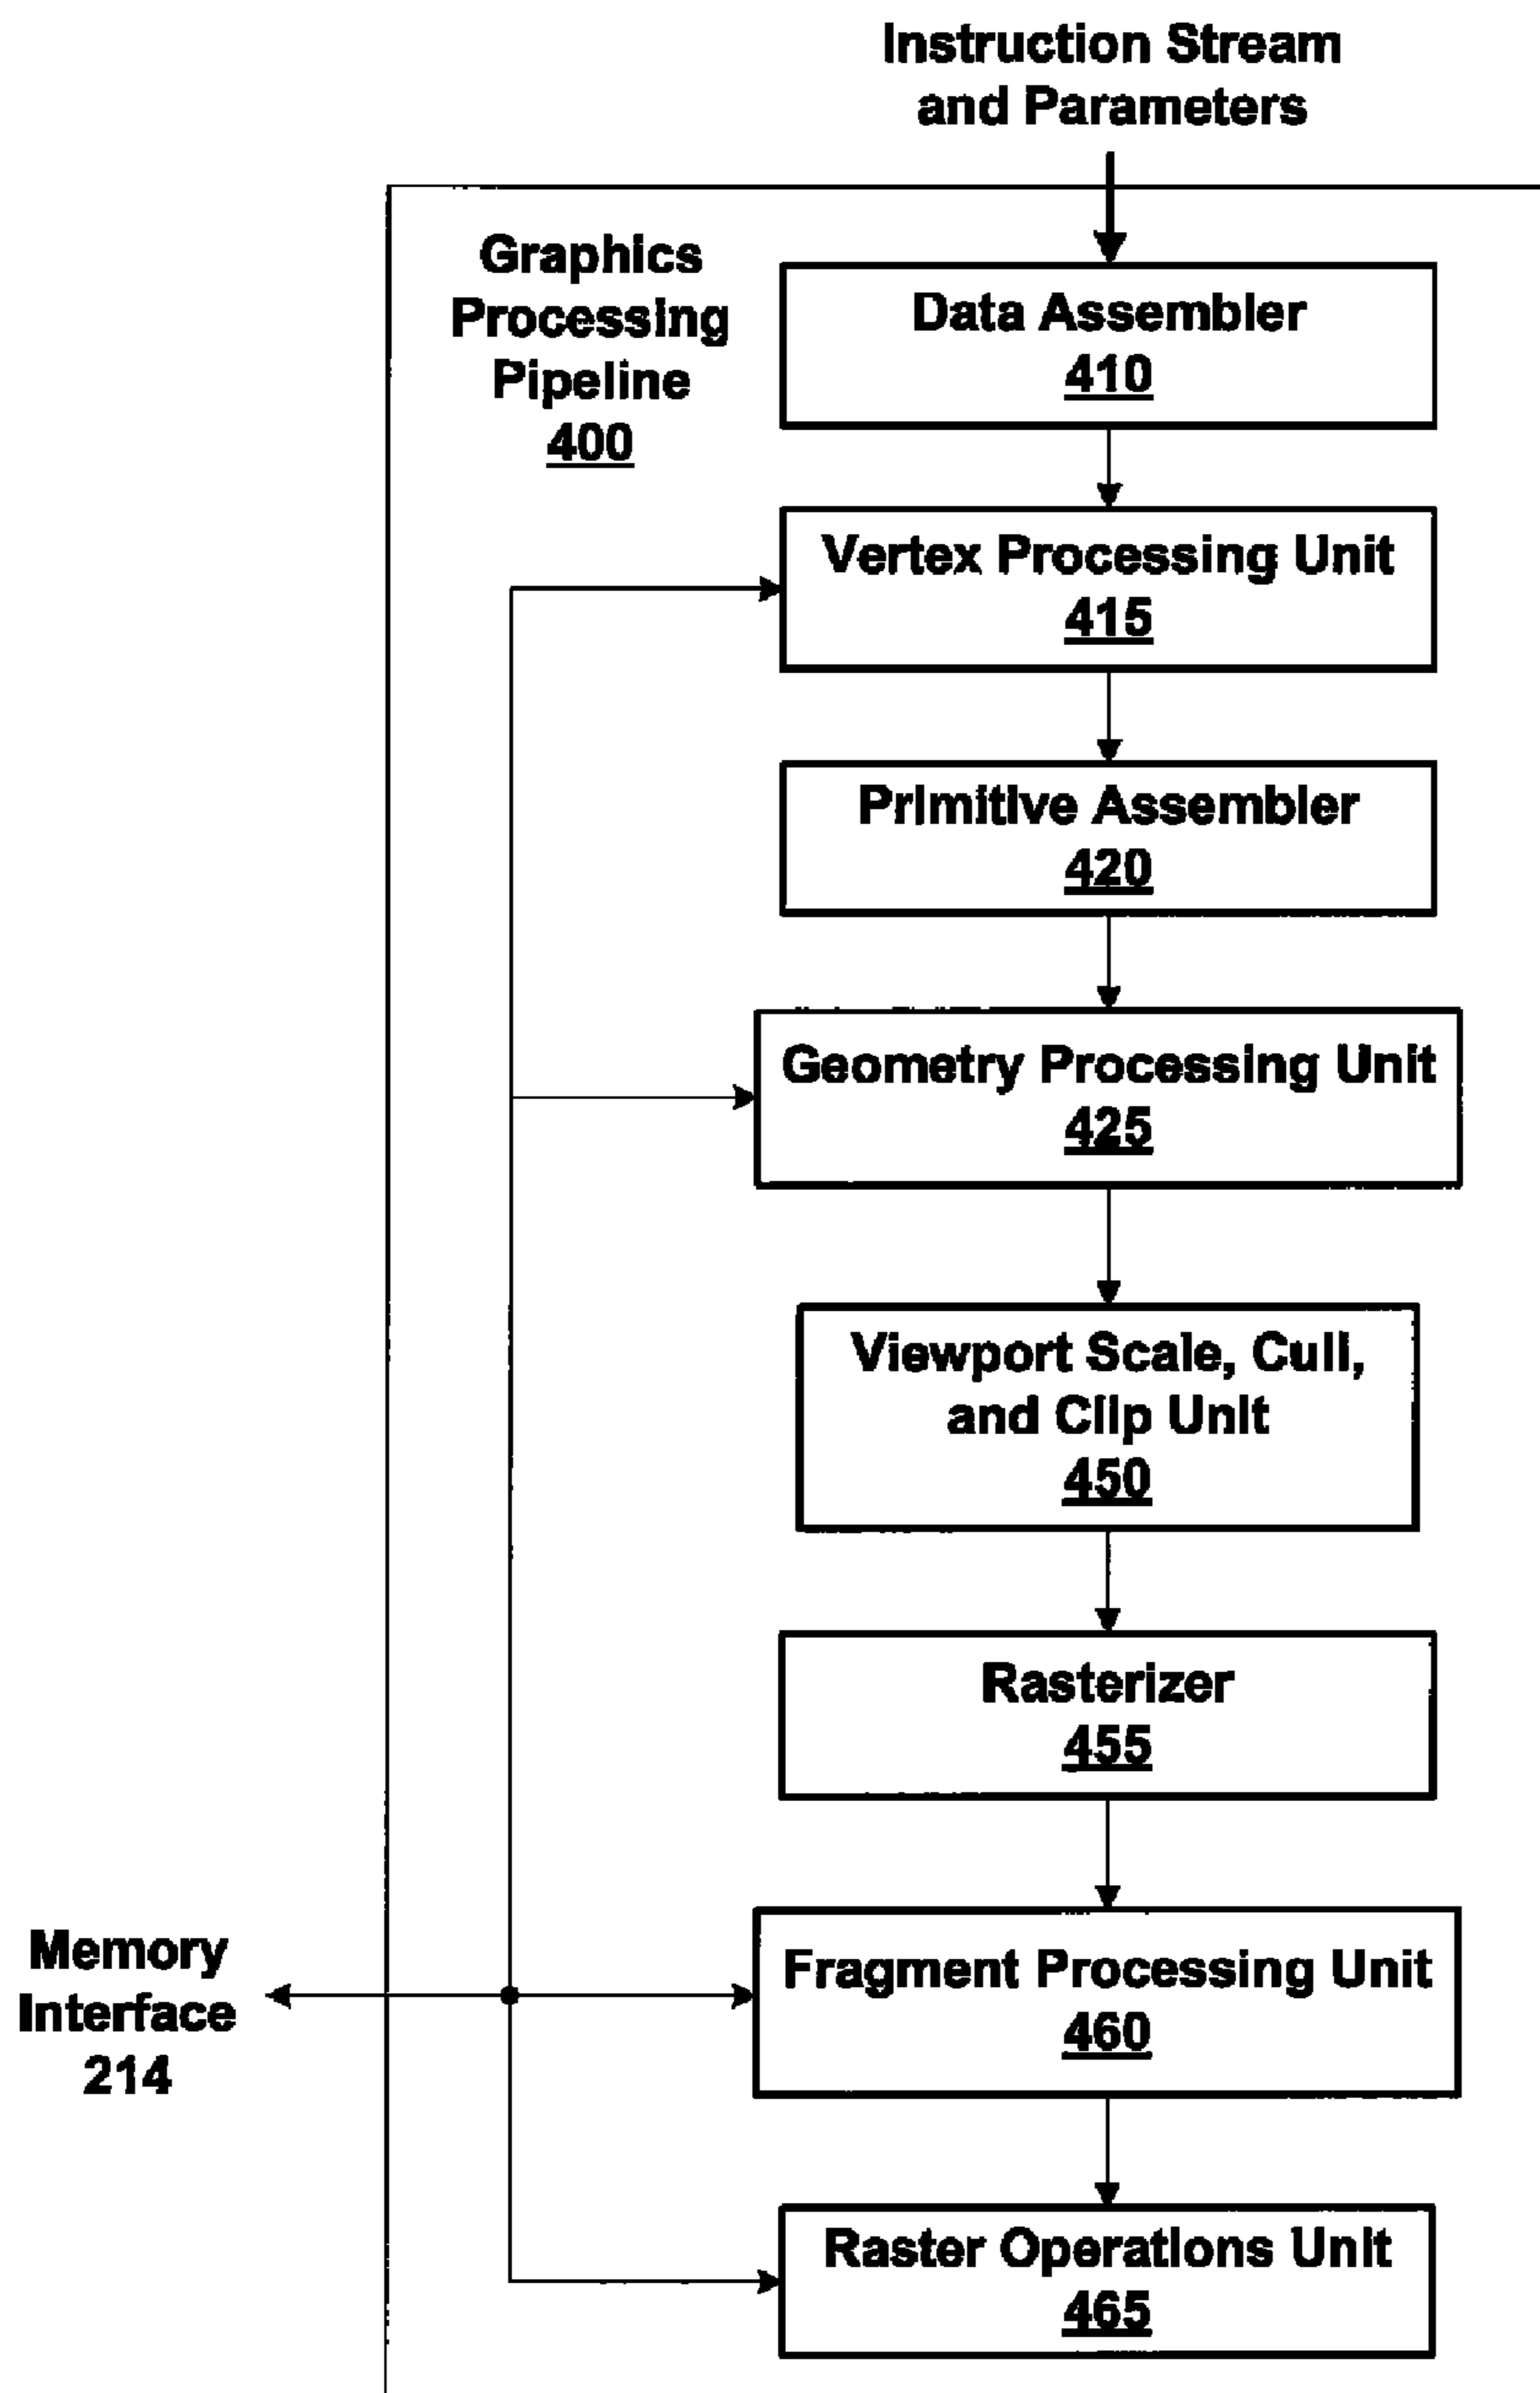 Instruction Stream
and Parameters
Graphics
Processing
Pipeline
400
Data Assembler
410
Vertex Processing Unit
415
Primitive Assembler
420
Geometry Processing Unit
425
Viewport Scale, Cull,
and Clip Unit
450
Rasterizer
455
Memory
Interface
214
Fragment Processing Unit
460
Raster Operations Unit
465